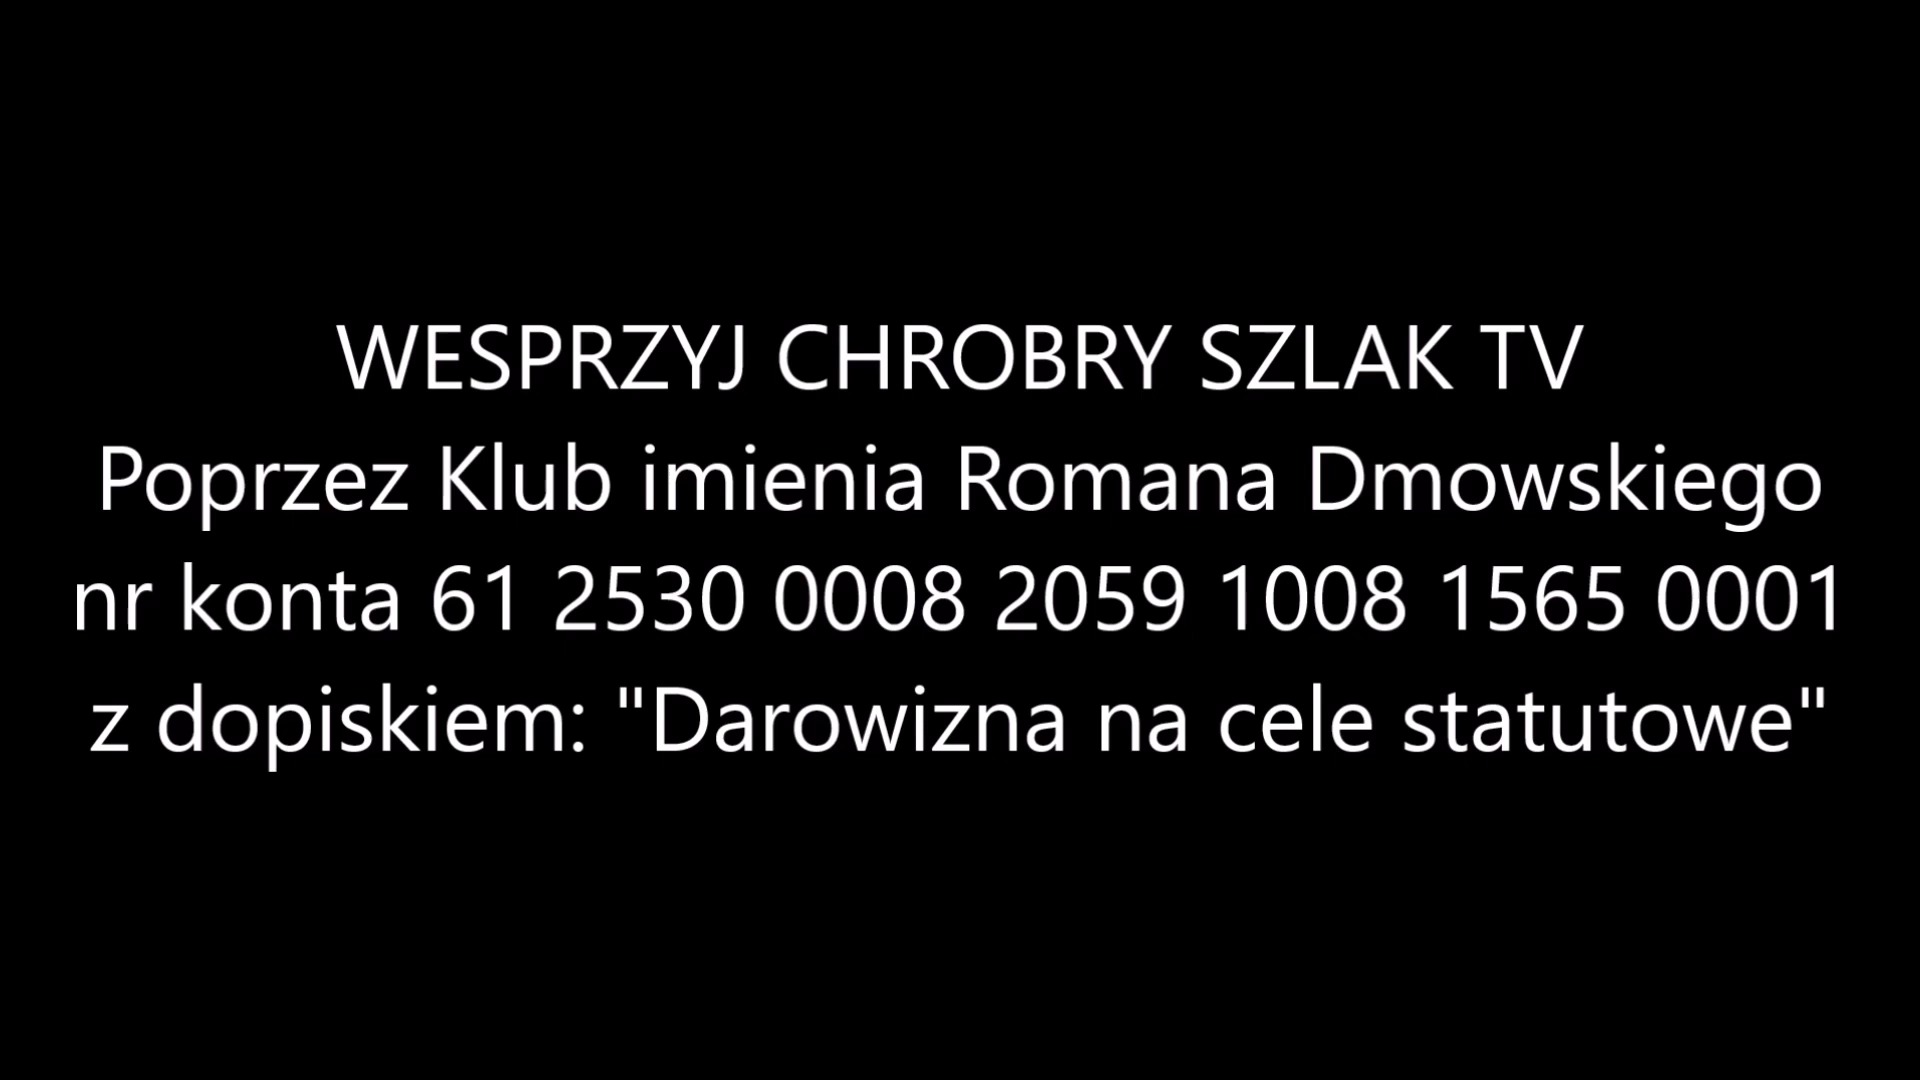 WESPRZYJ CHROBRY SZLAK TV
Poprzez Klub imienia Romana Dmowskiego
nr konta 61 2530 0008 2059 1008 1565 0001
z dopiskiem: "Darowizna na cele statutowe"